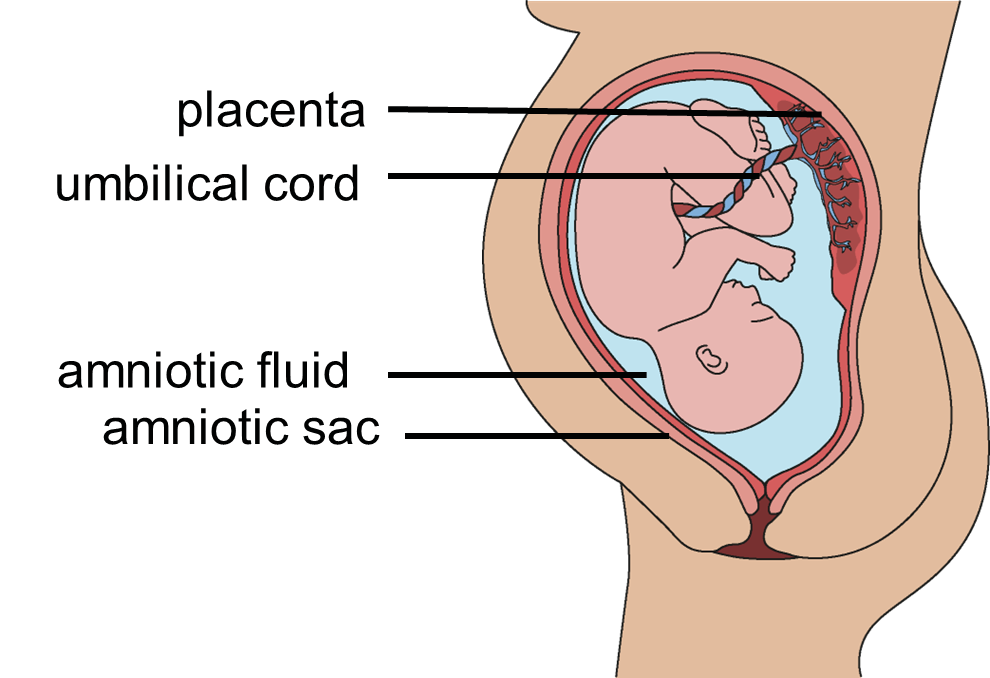 placenta
umbilical cord
amniotic fluid
amniotic sac